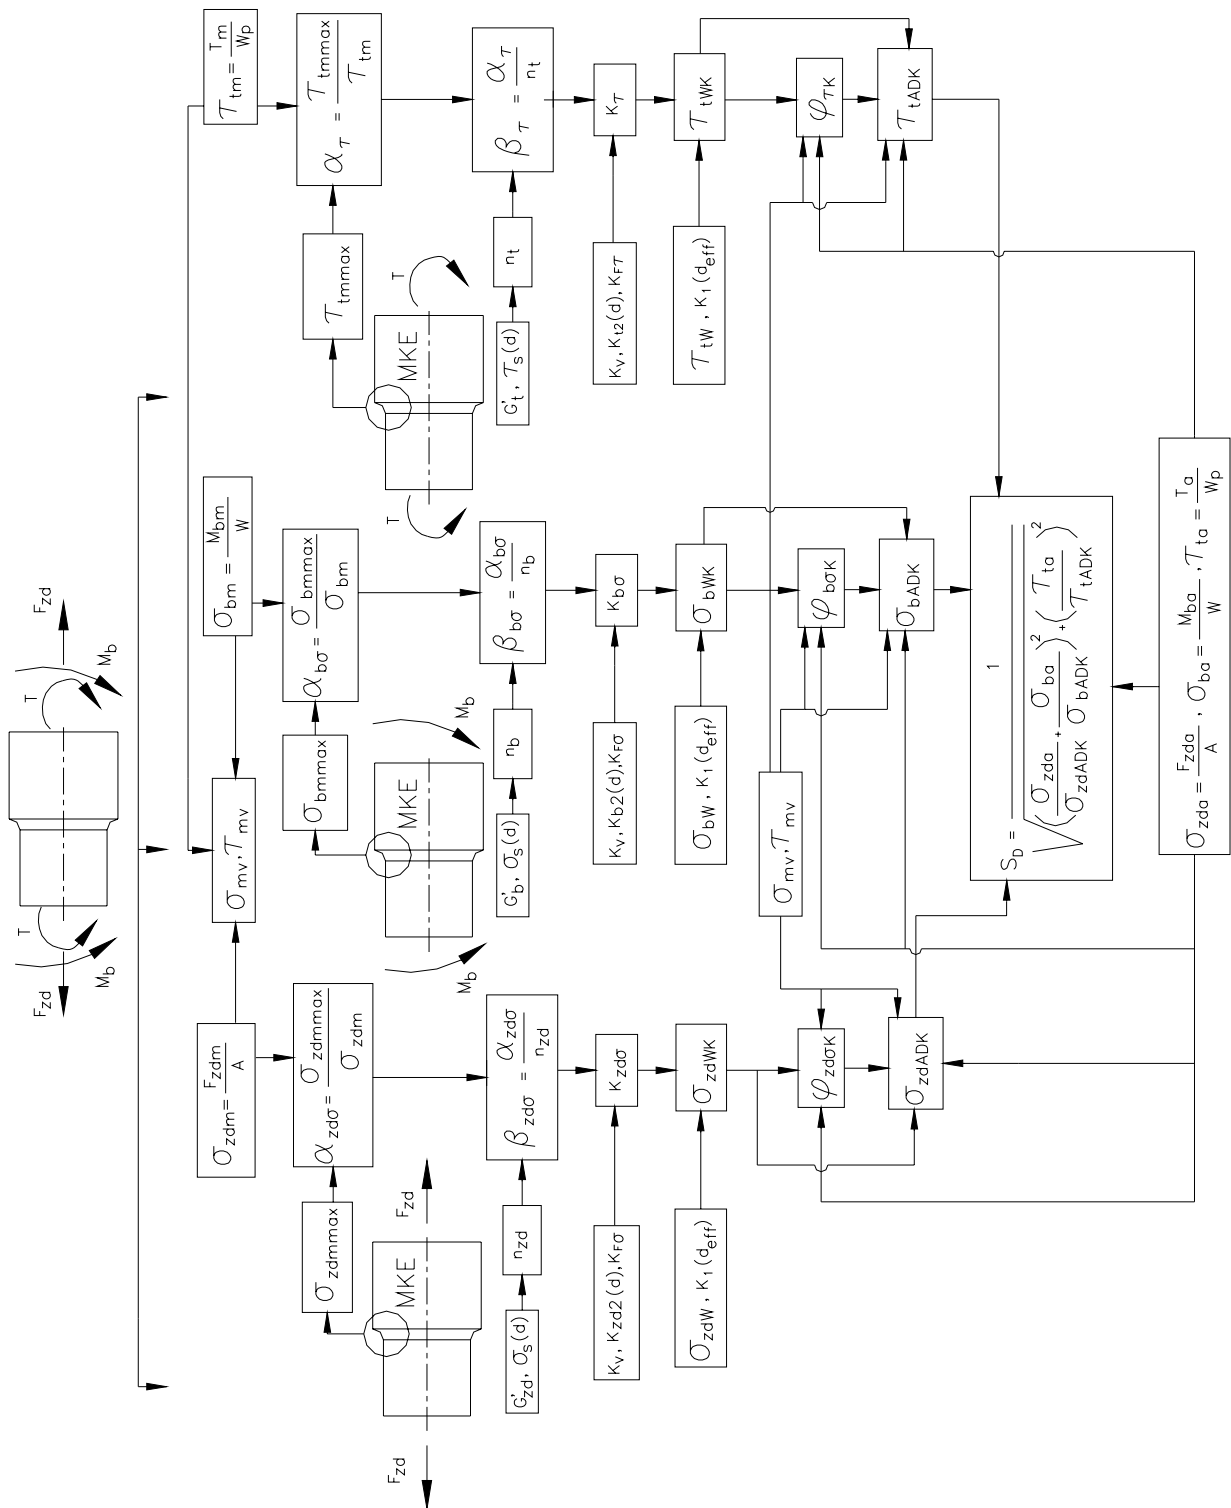 F_zd
T
M_b
T
M_b
F_zd
σ_zdm = F_zdm / A
σ_mv, τ_mv
σ_bm = M_bm / W
τ_tm = T_m / W_p
σ_zdmmax
α_zdσ = σ_zdmmax / σ_zdm
σ_bmmax
α_bσ = σ_bmmax / σ_bm
τ_tmmax
α_τ = τ_tmmax / τ_tm
F_zd
MKE
F_zd
M_b
MKE
M_b
T
MKE
T
G'_zd, σ_s(d)
n_zd
β_zdσ = α_zdσ / n_zd
G'_b, σ_s(d)
n_b
β_bσ = α_bσ / n_b
G'_t, τ_s(d)
n_t
β_τ = α_τ / n_t
K_v, K_zd2(d), K_Fσ
K_zdσ
K_v, K_b2(d), K_Fσ
K_bσ
K_v, K_t2(d), K_Fτ
K_τ
σ_zdW, K_1(d_eff)
σ_zdWK
σ_bW, K_1(d_eff)
σ_bWK
τ_tW, K_1(d_eff)
τ_tWK
φ_zdσK
σ_mv, τ_mv
φ_bσK
φ_τK
σ_zdADK
σ_bADK
τ_tADK
S_D = 1 / √((σ_zda / σ_zdADK + σ_ba / σ_bADK)^2 + (τ_ta / τ_tADK)^2)
σ_zda = F_zda / A, σ_ba = M_ba / W, τ_ta = T_a / W_p